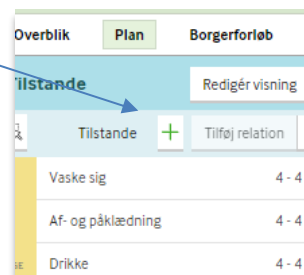 Overblik Plan Borgerforløb
Tilstande Redigér visning
Tilstande + Tilføj relation
Vaske sig 4 - 4
Af- og påklædning 4 - 4
Drikke 4 - 4